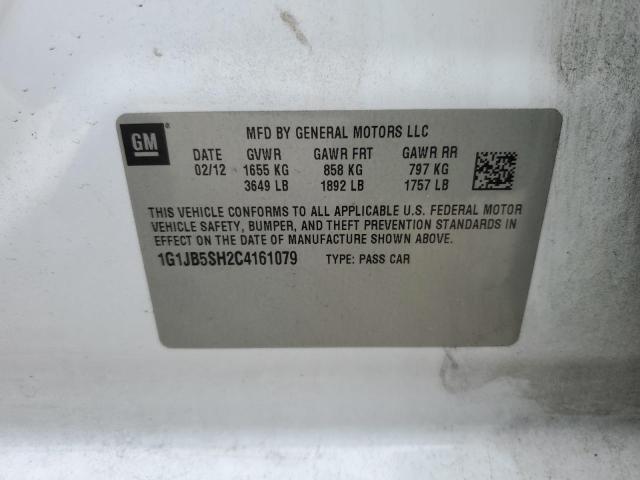 GM®
MFD BY GENERAL MOTORS LLC
DATE GVWR GAWR FRT GAWR RR
02/12 1655 KG 858 KG 797 KG
3649 LB 1892 LB 1757 LB
THIS VEHICLE CONFORMS TO ALL APPLICABLE U.S. FEDERAL MOTOR
VEHICLE SAFETY, BUMPER, AND THEFT PREVENTION STANDARDS IN
EFFECT ON THE DATE OF MANUFACTURE SHOWN ABOVE.
1G1JB5SH2C4161079 TYPE: PASS CAR